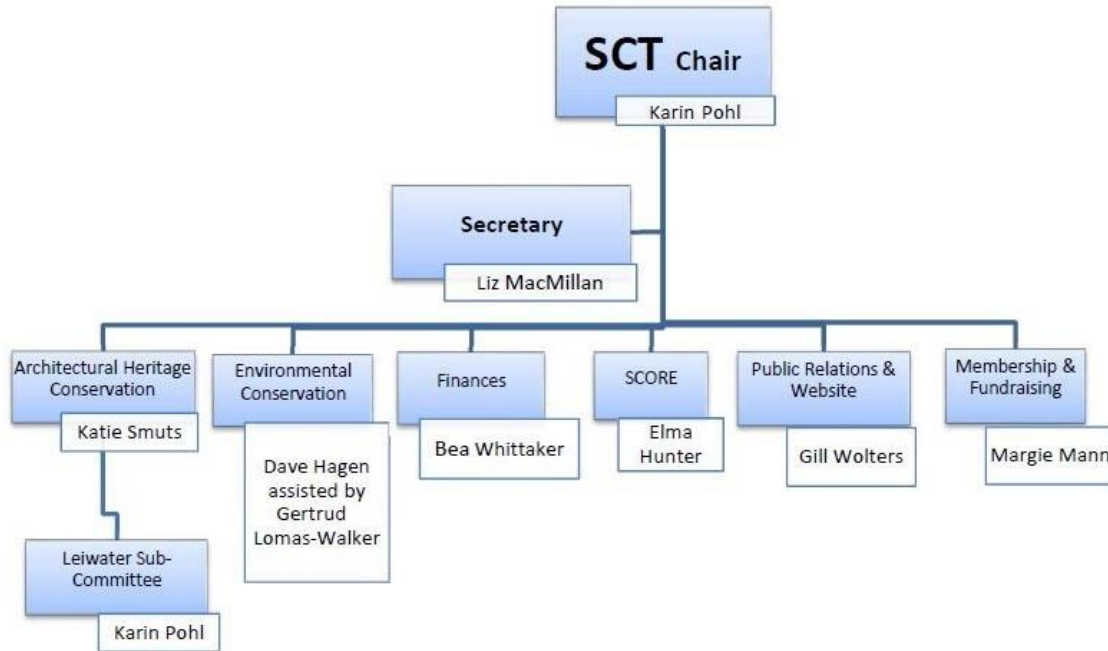 SCT Chair
Karin Pohl
Secretary
Liz MacMillan
Architectural Heritage
Conservation
Katie Smuts
Environmental
Conservation
Dave Hagen
assisted by
Gertrud
Lomas-Walker
Finances
Bea Whittaker
SCORE
Elma
Hunter
Public Relations &
Website
Gill Wolters
Membership &
Fundraising
Margie Mann
Leiwater Sub-
Committee
Karin Pohl